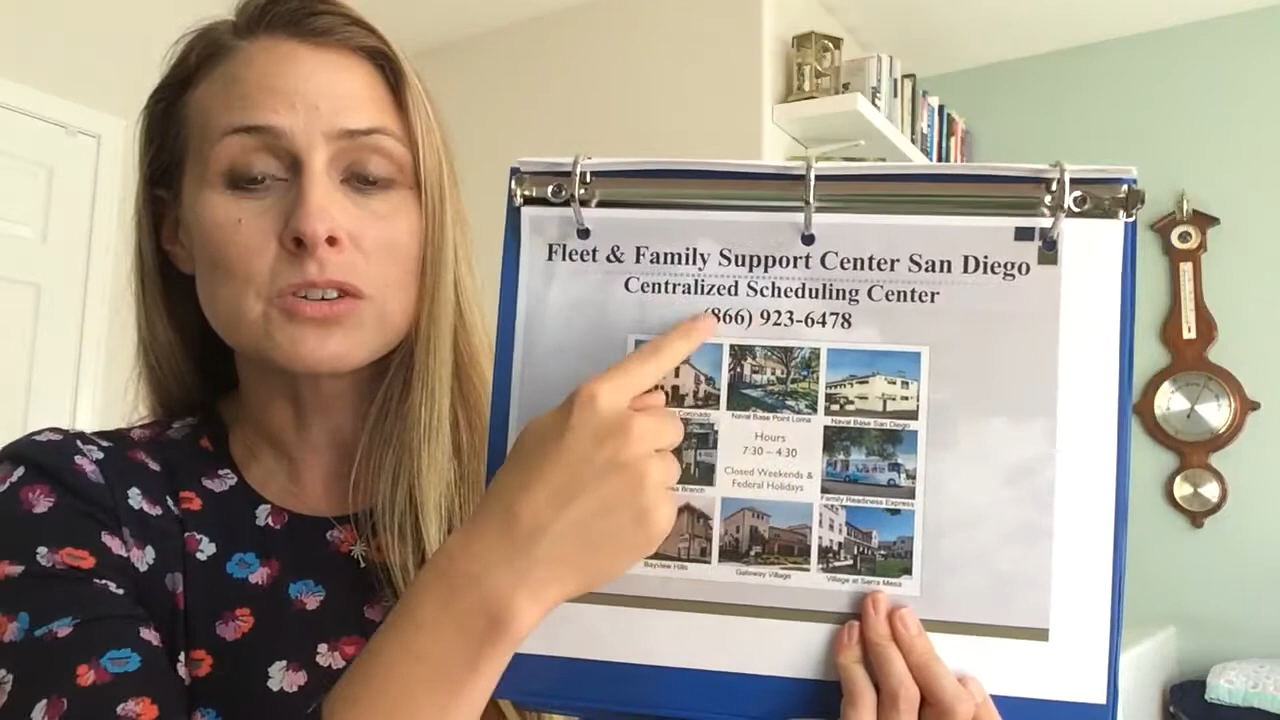 Fleet & Family Support Center San Diego
Centralized Scheduling Center
(866) 923-6478
Coronado
Naval Base Point Loma
Naval Base San Diego
Hours
7:30 – 4:30
Closed Weekends &
Federal Holidays
Branch
Family Readiness Express
Bayview Hills
Gateway Village
Village at Serra Mesa